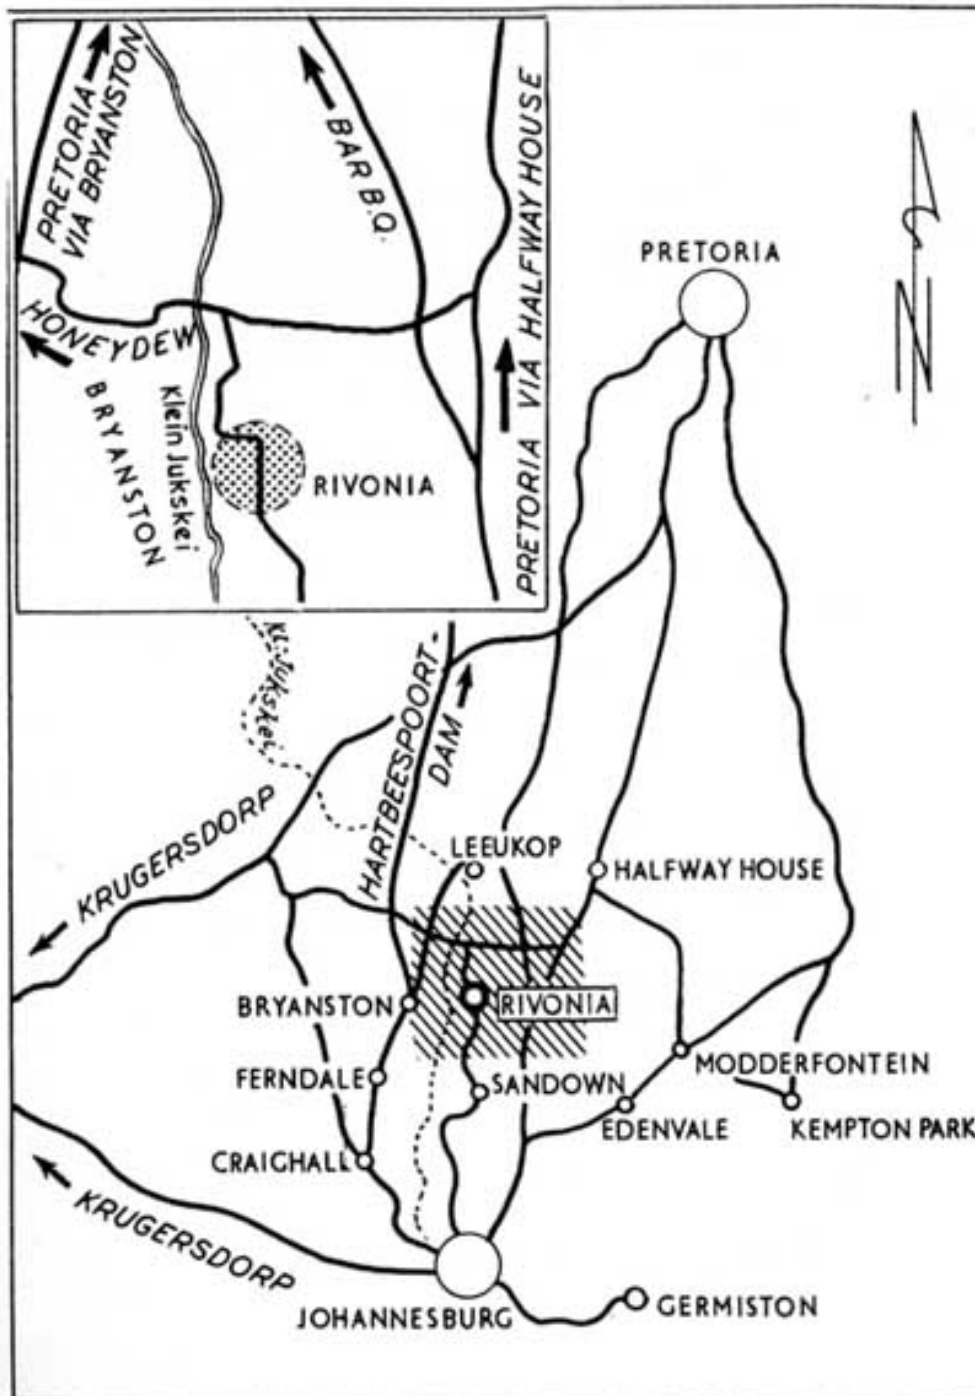 PRETORIA
VIA BRYANSTON
BAR B.Q.
PRETORIA VIA HALFWAY HOUSE
HONEYDEW
BRYANSTON
Klein Jukskei
RIVONIA
PRETORIA
N
Kl. Jukskei
HARTBEESPOORT-
DAM
KRUGERSDORP
LEEUKOP
HALFWAY HOUSE
BRYANSTON
RIVONIA
FERNDALE
SANDOWN
MODDERFONTEIN
EDENVALE
KEMPTON PARK
CRAIGHALL
KRUGERSDORP
JOHANNESBURG
GERMISTON